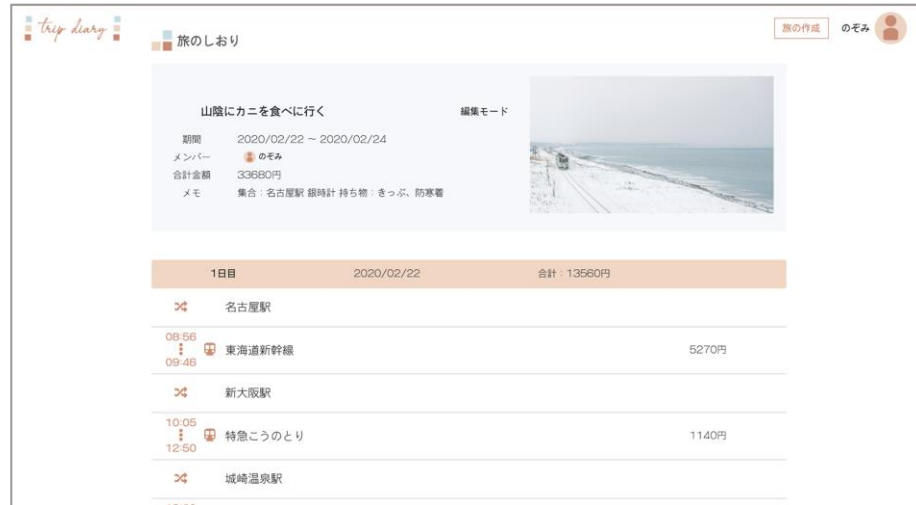 trip diary
旅のしおり
旅の作成
のぞみ
山陰にカニを食べに行く
編集モード
期間 2020/02/22 ~ 2020/02/24
メンバー のぞみ
合計金額 33680円
メモ 集合：名古屋駅 銀時計 持ち物：きっぷ、防寒着
1日目 2020/02/22 合計：13560円
名古屋駅
08:56
東海道新幹線 5270円
09:46
新大阪駅
10:05
特急こうのとり 1140円
12:50
城崎温泉駅